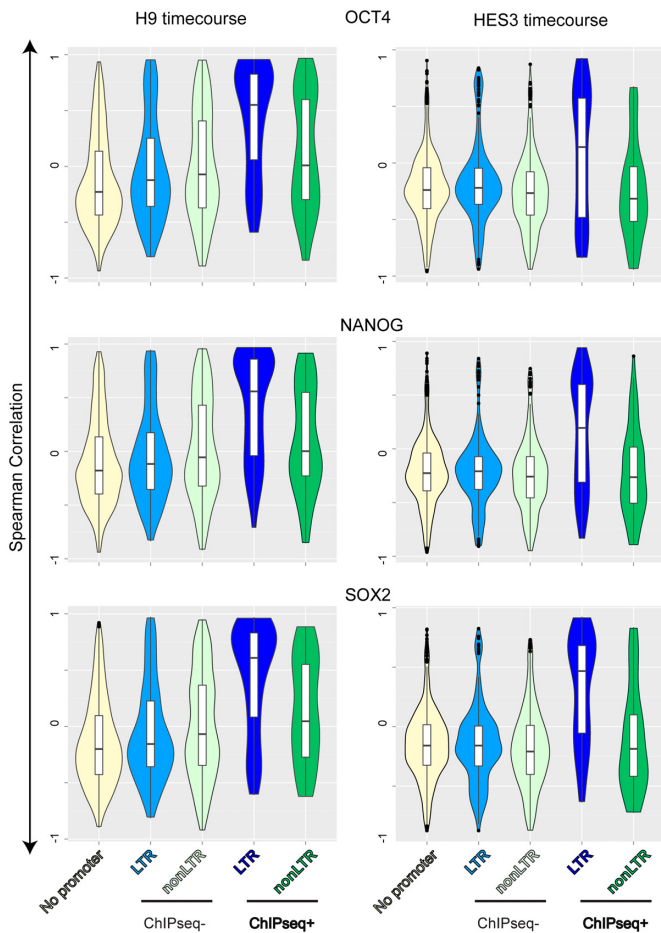 H9 timecourse OCT4 HES3 timecourse
1 1
0 0
-1 -1
NANOG
1 1
0 0
-1 -1
SOX2
1 1
0 0
-1 -1
Spearman Correlation
No promoter LTR nonLTR LTR nonLTR No promoter LTR nonLTR LTR nonLTR
ChIPseq- ChIPseq+ ChIPseq- ChIPseq+